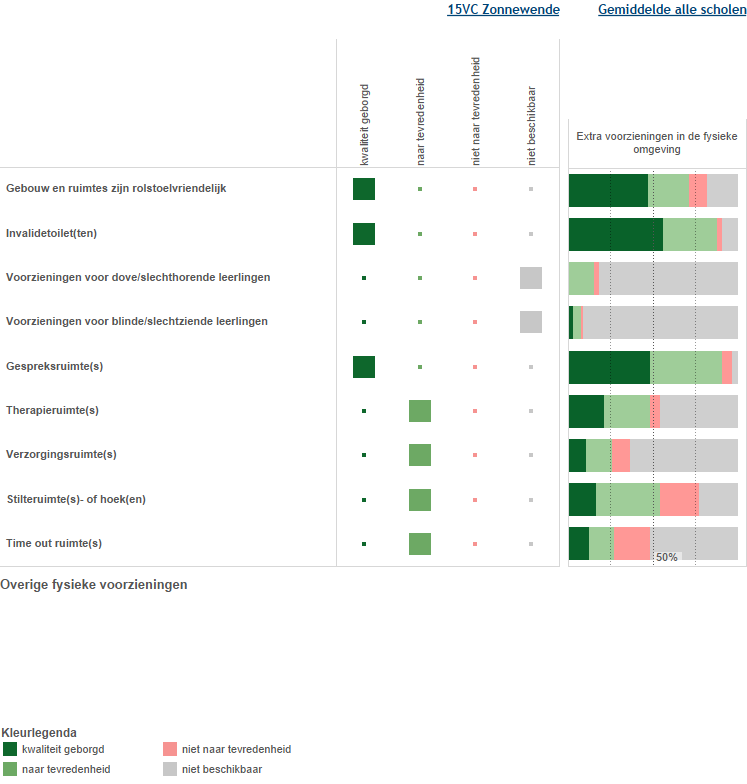 15VC Zonnewende
Gemiddelde alle scholen
kwaliteit geborgd
naar tevredenheid
niet naar tevredenheid
niet beschikbaar
Extra voorzieningen in de fysieke
omgeving
Gebouw en ruimtes zijn rolstoelvriendelijk
Invalidetoilet(ten)
Voorzieningen voor dove/slechthorende leerlingen
Voorzieningen voor blinde/slechtziende leerlingen
Gespreksruimte(s)
Therapieruimte(s)
Verzorgingsruimte(s)
Stilteruimte(s)- of hoek(en)
Time out ruimte(s)
50%
Overige fysieke voorzieningen
Kleurlegenda
kwaliteit geborgd
niet naar tevredenheid
naar tevredenheid
niet beschikbaar